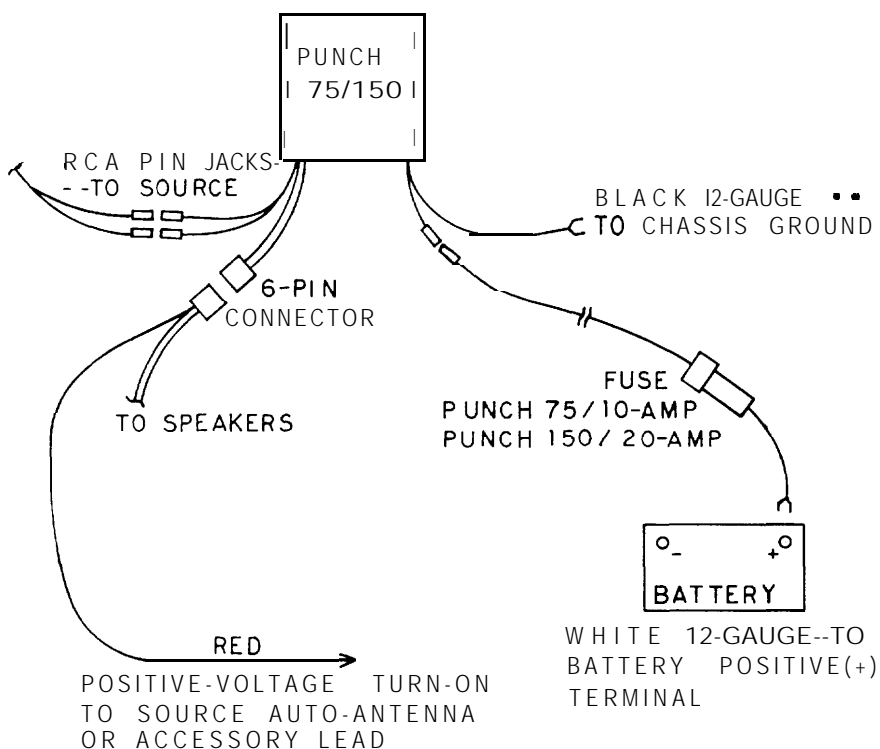 PUNCH
75/150
RCA PIN JACKS-
--TO SOURCE
BLACK 12-GAUGE --
TO CHASSIS GROUND
6-PIN
CONNECTOR
TO SPEAKERS
FUSE
PUNCH 75/10-AMP
PUNCH 150/20-AMP
- +
BATTERY
WHITE 12-GAUGE--TO
BATTERY POSITIVE(+)
TERMINAL
RED
POSITIVE-VOLTAGE TURN-ON
TO SOURCE AUTO-ANTENNA
OR ACCESSORY LEAD